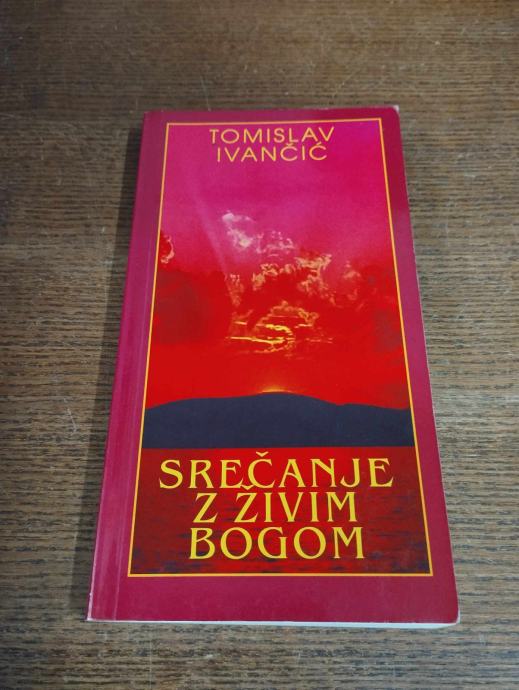 TOMISLAV
IVANČIĆ
SREČANJE
Z ŽIVIM
BOGOM